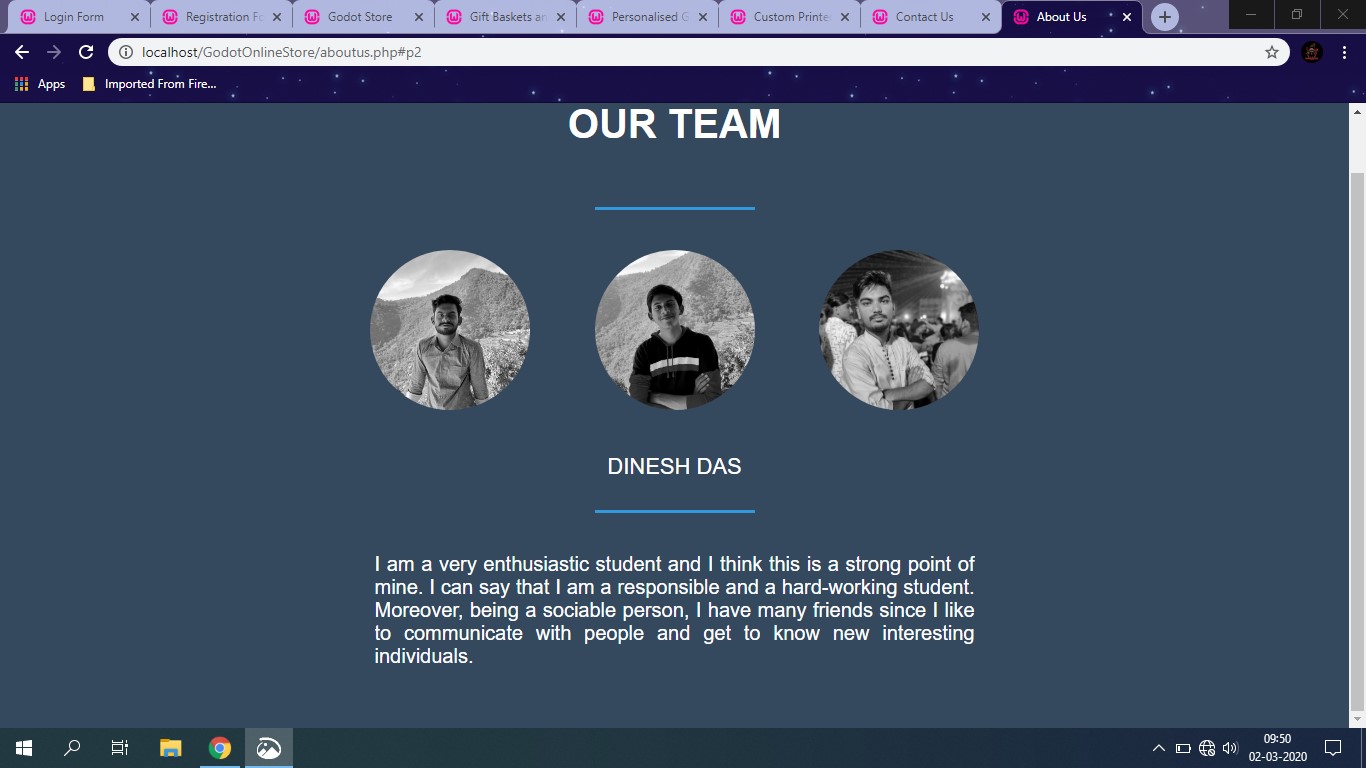 Login Form
Registration Fo
Godot Store
Gift Baskets an
Personalised G
Custom Printe
Contact Us
About Us
localhost/GodotOnlineStore/aboutus.php#p2
Apps
Imported From Fire...
OUR TEAM
DINESH DAS
I am a very enthusiastic student and I think this is a strong point of
mine. I can say that I am a responsible and a hard-working student.
Moreover, being a sociable person, I have many friends since I like
to communicate with people and get to know new interesting
individuals.
09:50
02-03-2020